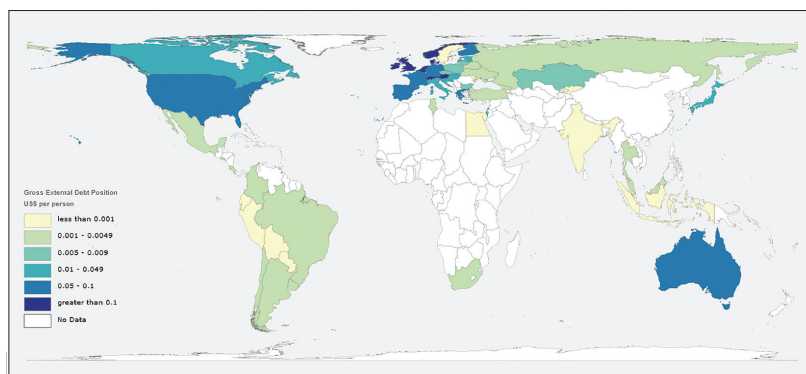 Gross External Debt Position
US$ per person
less than 0.001
0.001 - 0.0049
0.005 - 0.009
0.01 - 0.049
0.05 - 0.1
greater than 0.1
No Data